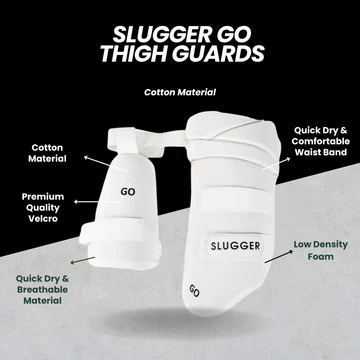 SLUGGER GO
THIGH GUARDS
Cotton Material
Cotton
Material
Quick Dry &
Comfortable
Waist Band
Premium
Quality
Velcro
GO
SLUGGER
Low Density
Foam
Quick Dry &
Breathable
Material
GO